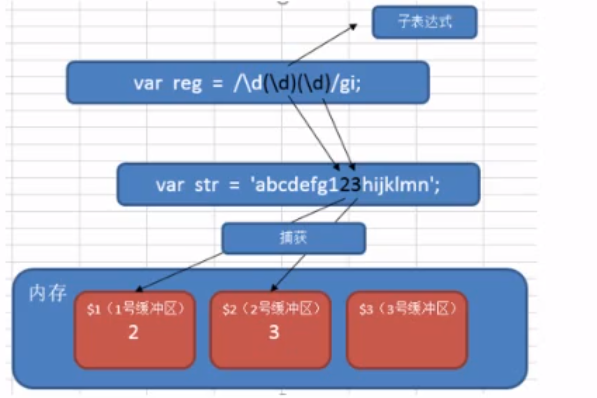 子表达式
var reg = /\d(\d)(\d)/gi;
var str = 'abcdefg123hijklmn';
捕获
内存
$1（1号缓冲区） $2（2号缓冲区） $3（3号缓冲区）
2 3